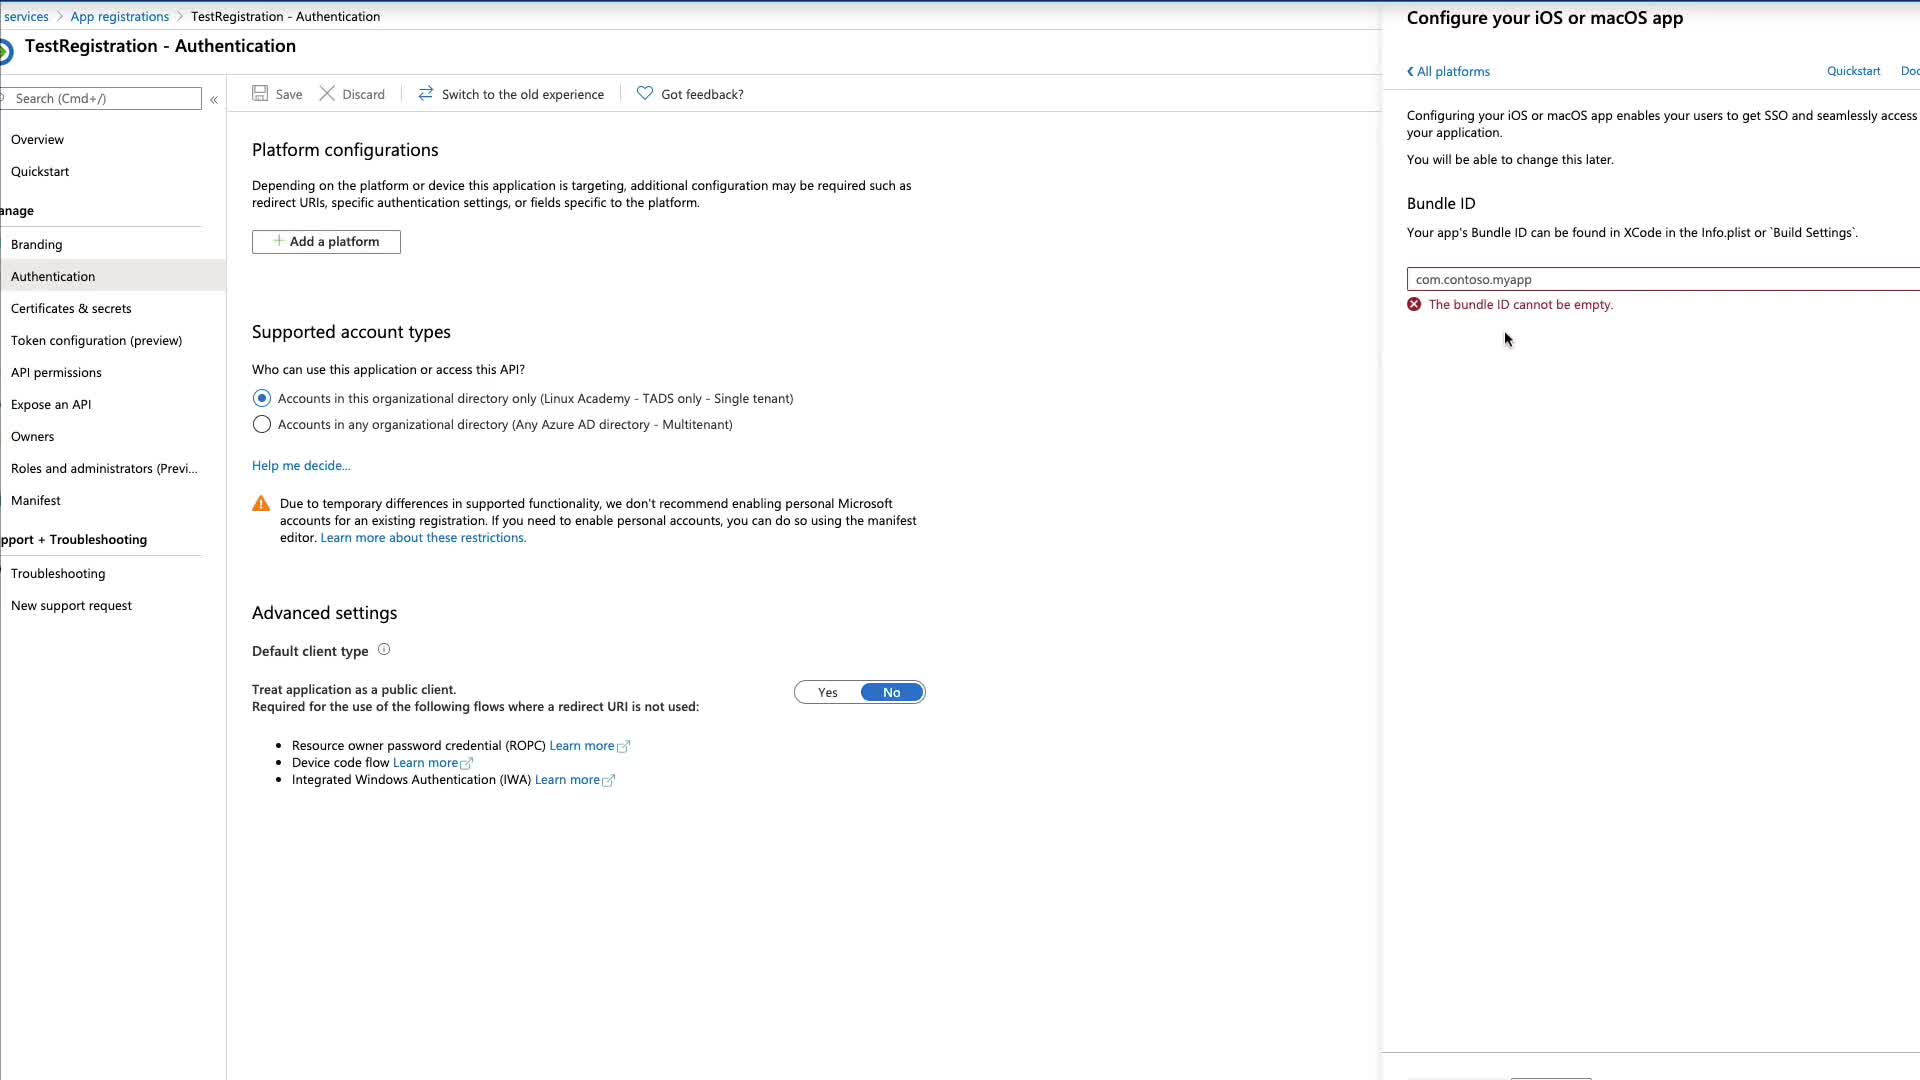 services > App registrations > TestRegistration - Authentication
TestRegistration - Authentication
Search (Cmd+/)
«
Overview
Quickstart
anage
Branding
Authentication
Certificates & secrets
Token configuration (preview)
API permissions
Expose an API
Owners
Roles and administrators (Previ...
Manifest
pport + Troubleshooting
Troubleshooting
New support request
Save Discard Switch to the old experience Got feedback?
Platform configurations
Depending on the platform or device this application is targeting, additional configuration may be required such as
redirect URIs, specific authentication settings, or fields specific to the platform.
+ Add a platform
Supported account types
Who can use this application or access this API?
Accounts in this organizational directory only (Linux Academy - TADS only - Single tenant)
Accounts in any organizational directory (Any Azure AD directory - Multitenant)
Help me decide...
Due to temporary differences in supported functionality, we don't recommend enabling personal Microsoft
accounts for an existing registration. If you need to enable personal accounts, you can do so using the manifest
editor. Learn more about these restrictions.
Advanced settings
Default client type
Treat application as a public client.
Required for the use of the following flows where a redirect URI is not used:
Yes No
• Resource owner password credential (ROPC) Learn more
• Device code flow Learn more
• Integrated Windows Authentication (IWA) Learn more
Configure your iOS or macOS app
All platforms
Quickstart Doc
Configuring your iOS or macOS app enables your users to get SSO and seamlessly access
your application.
You will be able to change this later.
Bundle ID
Your app's Bundle ID can be found in XCode in the Info.plist or `Build Settings`.
com.contoso.myapp
The bundle ID cannot be empty.